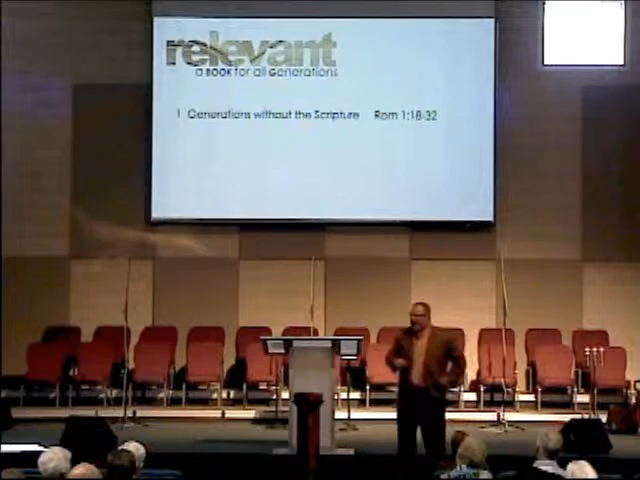 relevant
a BOOK for all Generations
1 Generations without the Scripture Rom 1:18-32